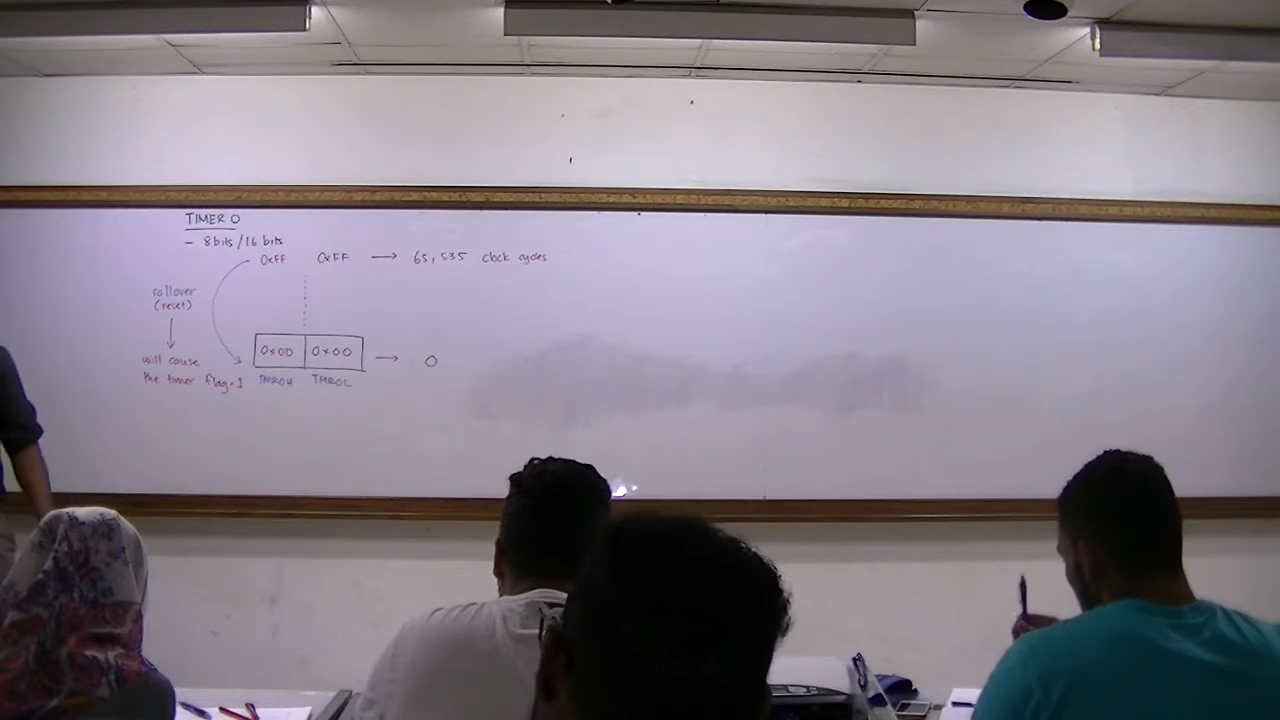 TIMER 0
- 8 bits / 16 bits
0xFF 0xFF → 65,535 clock cycles
rollover
(reset)
0x00 0x00 → 0
will cause
the timer flag=1
TMR0H TMR0L